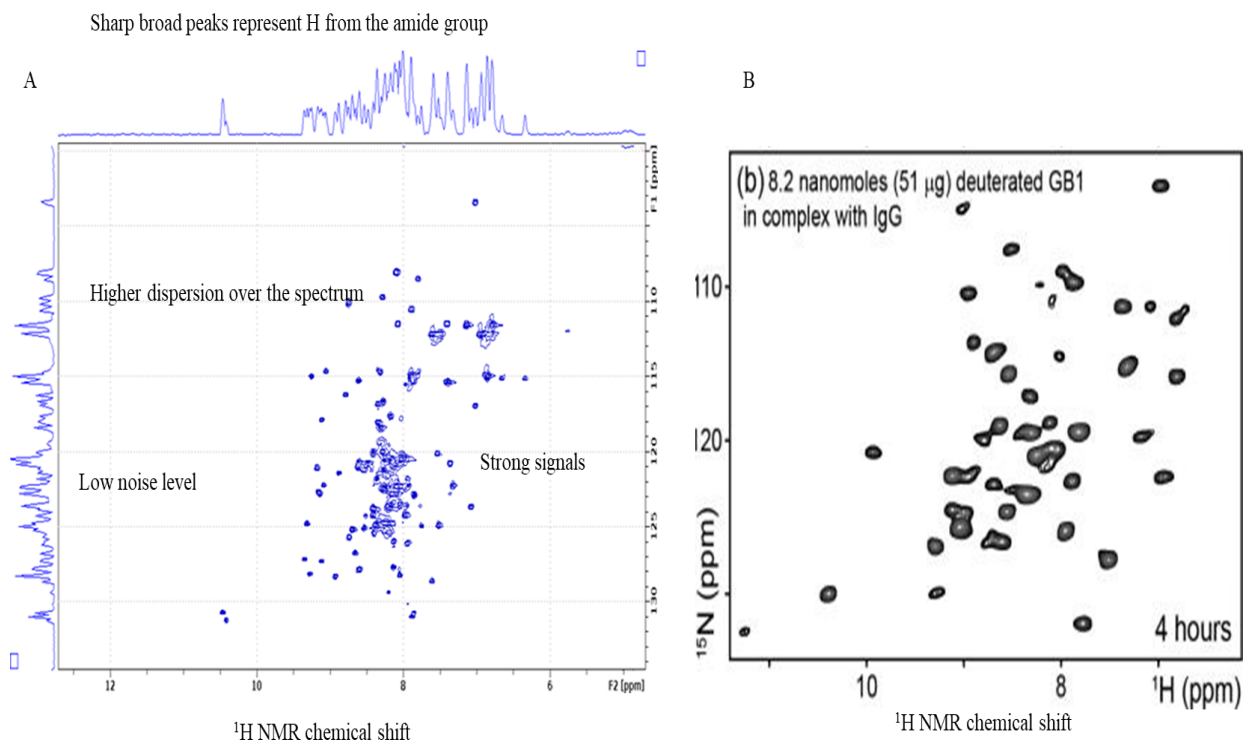 Sharp broad peaks represent H from the amide group
A
B
F1 [ppm]
(b) 8.2 nanomoles (51 μg) deuterated GB1
in complex with IgG
Higher dispersion over the spectrum
110
110
115
120
Low noise level
Strong signals
120
125
130
15N (ppm)
4 hours
12
10
8
6
F2 [ppm]
10
8
1H (ppm)
1H NMR chemical shift
1H NMR chemical shift